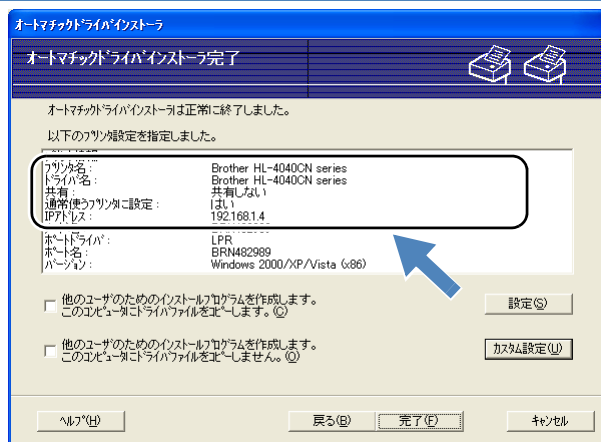 オートマチックドライバインストーラ
オートマチックドライバインストーラ完了
オートマチックドライバインストーラは正常に終了しました。
以下のプリンタ設定を指定しました。
プリンタ名： Brother HL-4040CN series
ドライバ名： Brother HL-4040CN series
共有： 共有しない
通常使うプリンタに設定： はい
IPアドレス： 192.168.1.4
ポートドライバ： LPR
ポート名： BRN482989
バージョン： Windows 2000/XP/Vista (x86)
他のユーザのためのインストールプログラムを作成します。
このコンピュータにドライバファイルをコピーします。(C)
設定(S)
他のユーザのためのインストールプログラムを作成します。
このコンピュータにドライバファイルをコピーしません。(O)
カスタム設定(U)
ヘルプ(H) 戻る(B) 完了(F) キャンセル